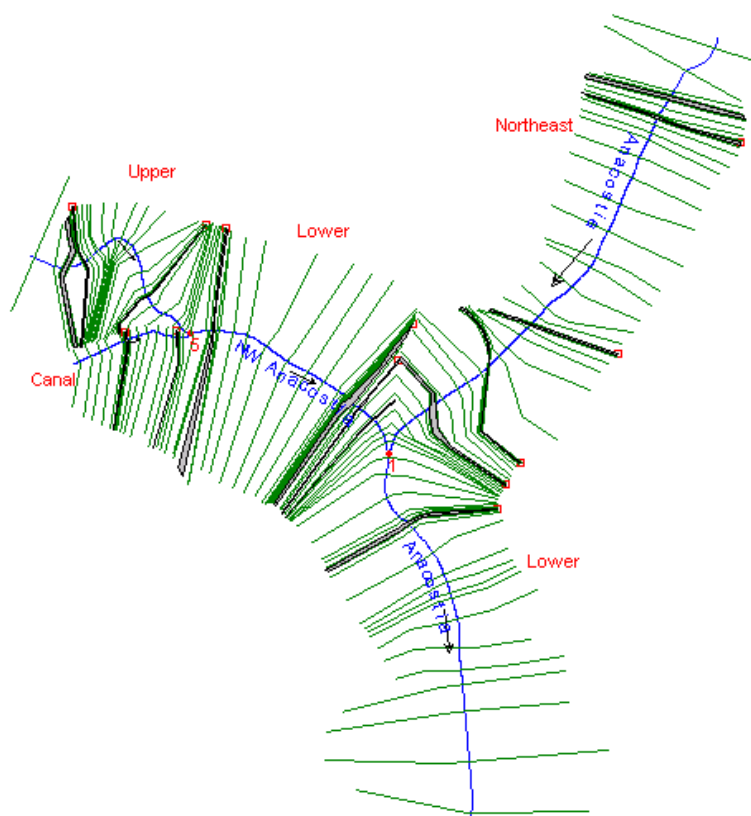 Northeast
Anacostia
Upper
Lower
5
NW Anacostia
Canal
1
Lower
Anacostia